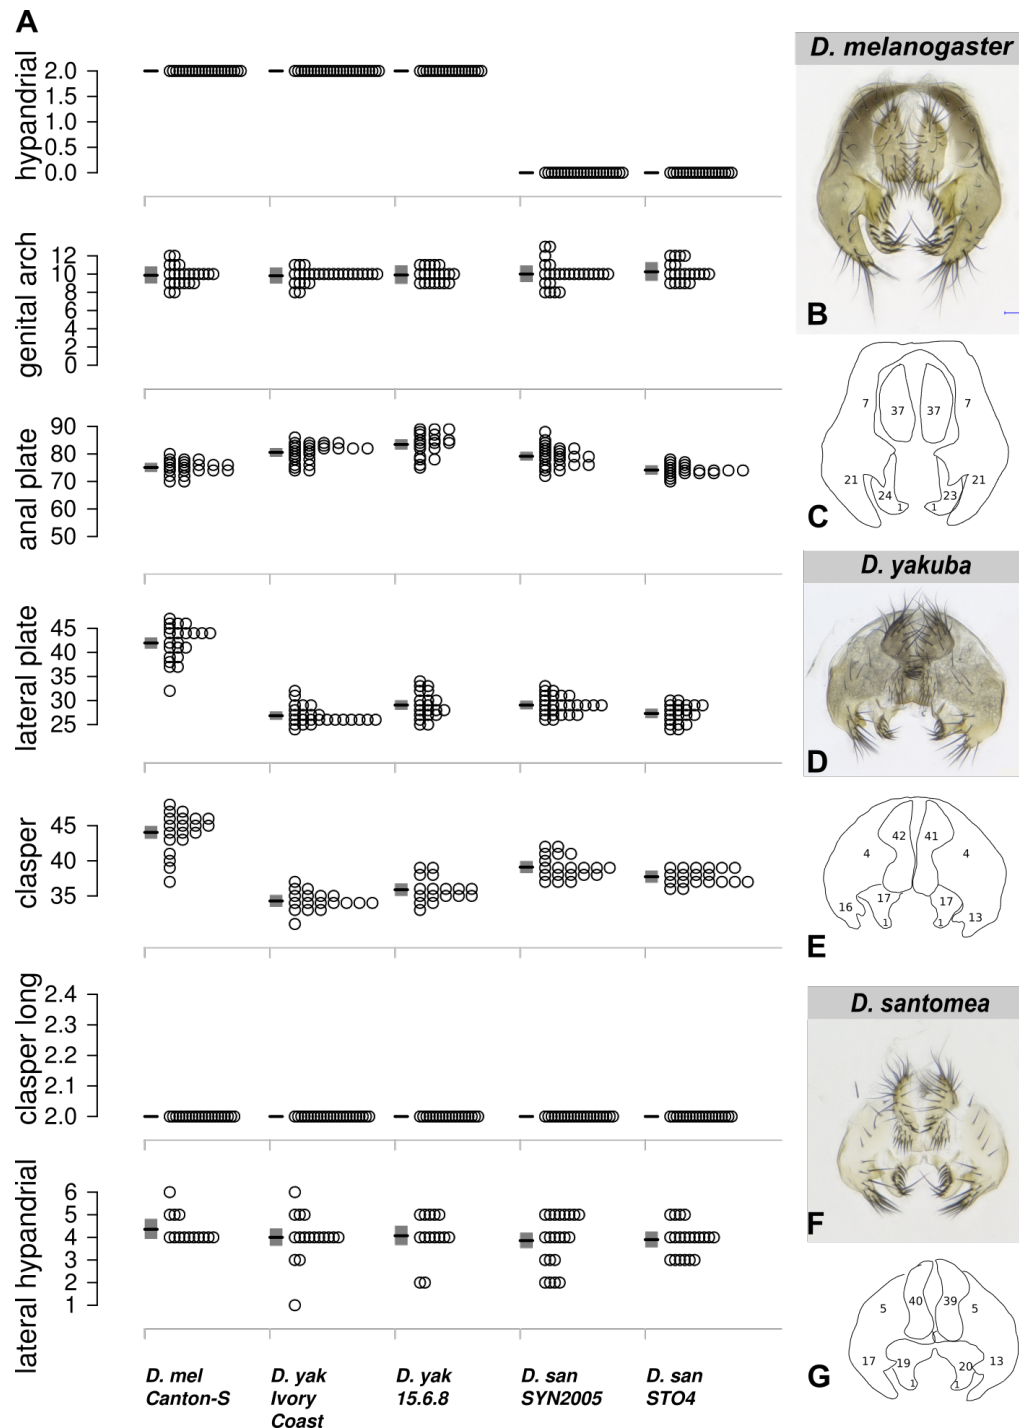 A
hypandrial
2.0
1.5
1.0
0.5
0.0
genital arch
12
10
8
6
4
2
0
anal plate
90
80
70
60
50
lateral plate
45
40
35
30
25
clasper
45
35
clasper long
2.4
2.3
2.2
2.1
2.0
lateral hypandrial
6
5
4
3
2
1
D. mel
Canton-S
D. yak
Ivory
Coast
D. yak
15.6.8
D. san
SYN2005
D. san
STO4
D. melanogaster
B
7 37 37 7
21 24 1 1 23 21
C
D. yakuba
D
42 41
4 4
16 17 17 13
1 1
E
D. santomea
F
40 39
5 5
17 19 20 13
1 1
G